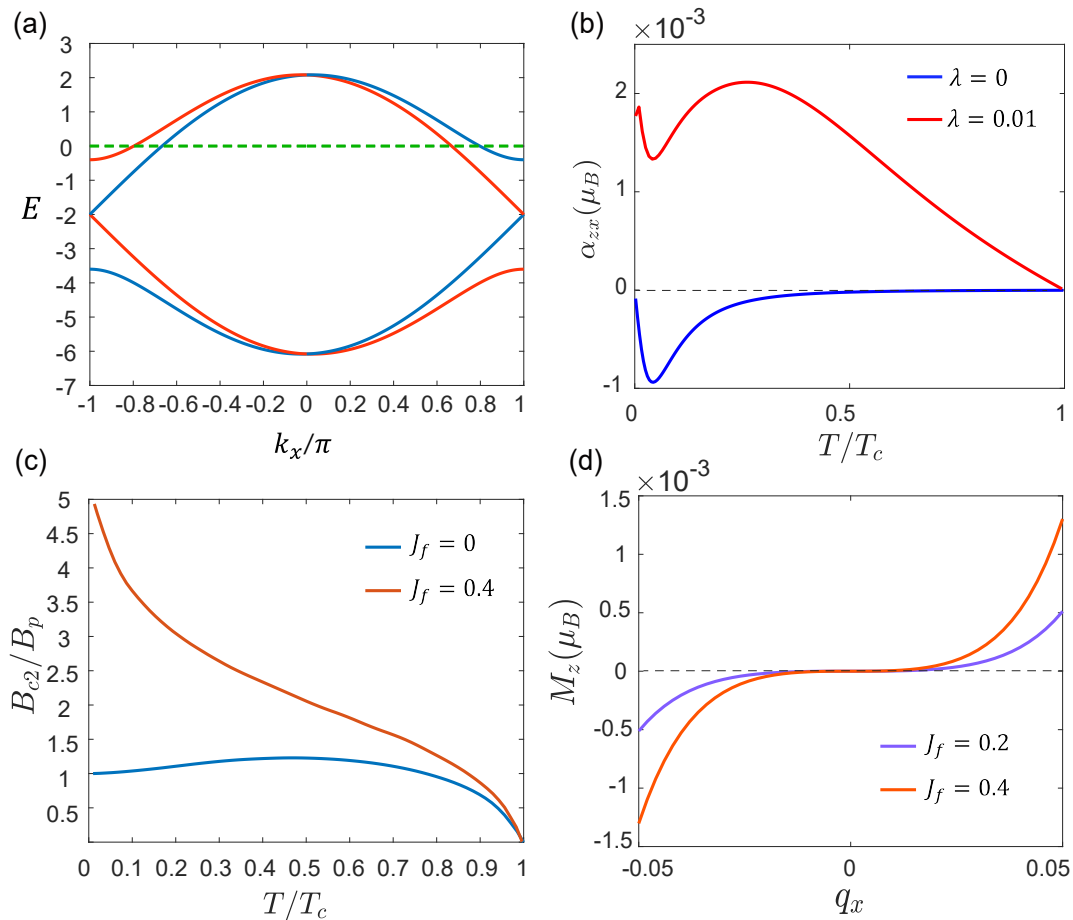 (a)
3
2
1
0
-1
-2
-3
-4
-5
-6
-7
E
-1 -0.8 -0.6 -0.4 -0.2 0 0.2 0.4 0.6 0.8 1
k_x/π
(b)
×10^-3
2
1
0
-1
α_zx(μ_B)
λ = 0
λ = 0.01
0 0.5 1
T/T_c
(c)
5
4.5
4
3.5
3
2.5
2
1.5
1
0.5
B_c2/B_p
J_f = 0
J_f = 0.4
0 0.1 0.2 0.3 0.4 0.5 0.6 0.7 0.8 0.9 1
T/T_c
(d)
×10^-3
1.5
1
0.5
0
-0.5
-1
-1.5
M_z(μ_B)
J_f = 0.2
J_f = 0.4
-0.05 0 0.05
q_x